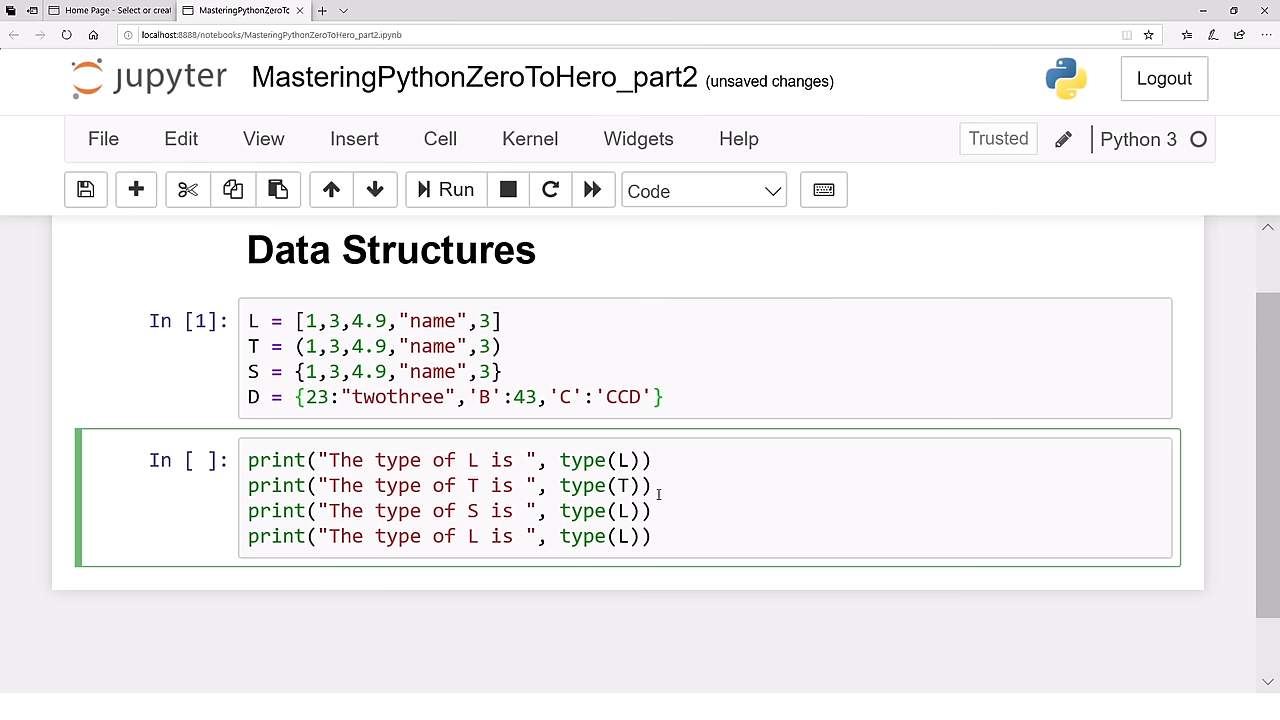 Home Page - Select or creat
MasteringPythonZeroTc
localhost:8888/notebooks/MasteringPythonZeroToHero_part2.ipynb
jupyter MasteringPythonZeroToHero_part2 (unsaved changes)
Logout
File Edit View Insert Cell Kernel Widgets Help
Trusted
Python 3
Run
Code
Data Structures
In [1]:
L = [1,3,4.9,"name",3]
T = (1,3,4.9,"name",3)
S = {1,3,4.9,"name",3}
D = {23:"twothree",'B':43,'C':'CCD'}
In [ ]:
print("The type of L is ", type(L))
print("The type of T is ", type(T))
print("The type of S is ", type(L))
print("The type of L is ", type(L))